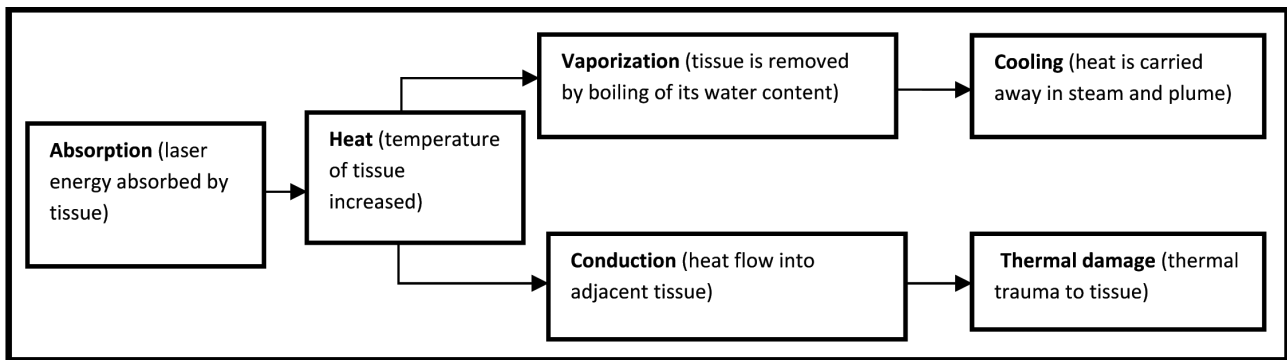 Absorption (laser
energy absorbed by
tissue)
Heat (temperature
of tissue
increased)
Vaporization (tissue is removed
by boiling of its water content)
Cooling (heat is carried
away in steam and plume)
Conduction (heat flow into
adjacent tissue)
Thermal damage (thermal
trauma to tissue)